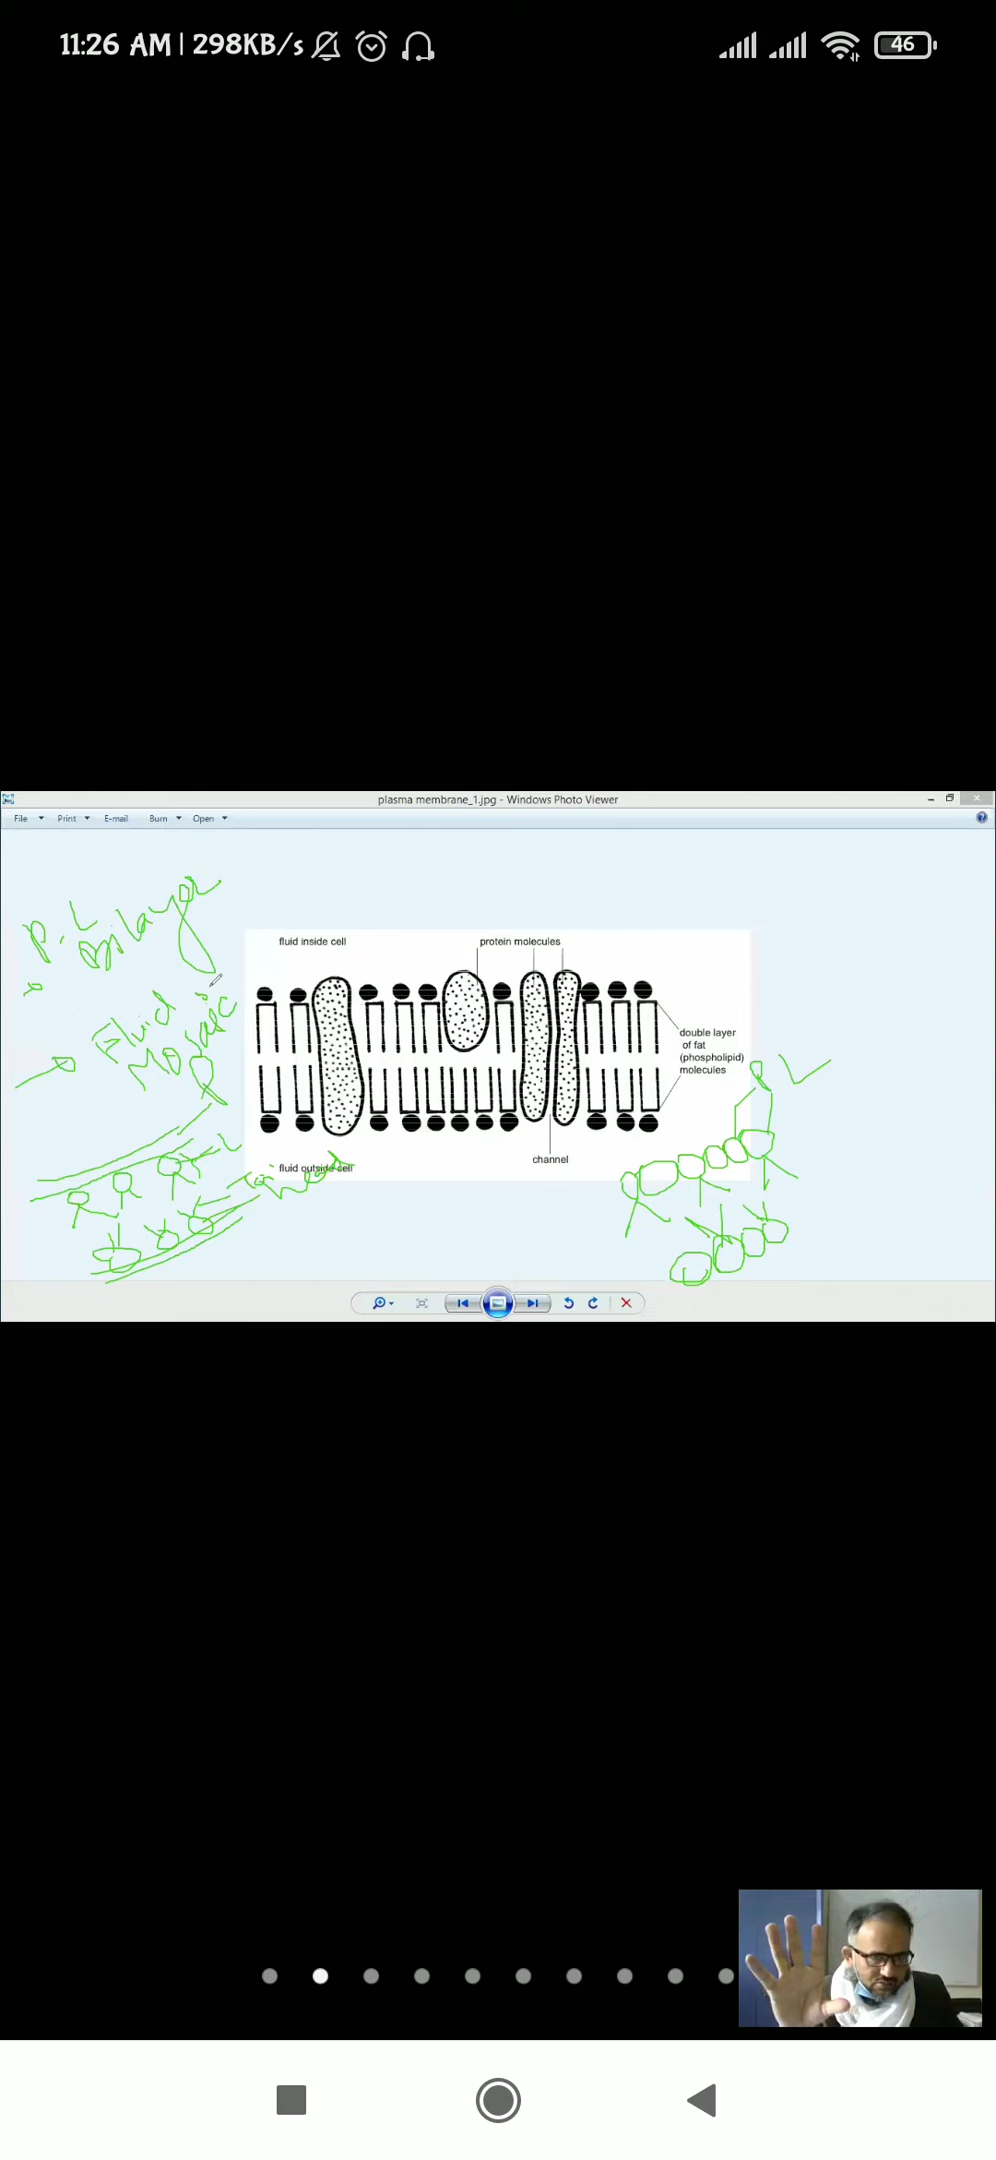 11:26 AM | 298KB/s
46
plasma membrane_1.jpg - Windows Photo Viewer
File Print E-mail Burn Open
P.L
Bilayer
Fluid
Mosaic
fluid inside cell
protein molecules
double layer
of fat
(phospholipid)
molecules
channel
fluid outside cell